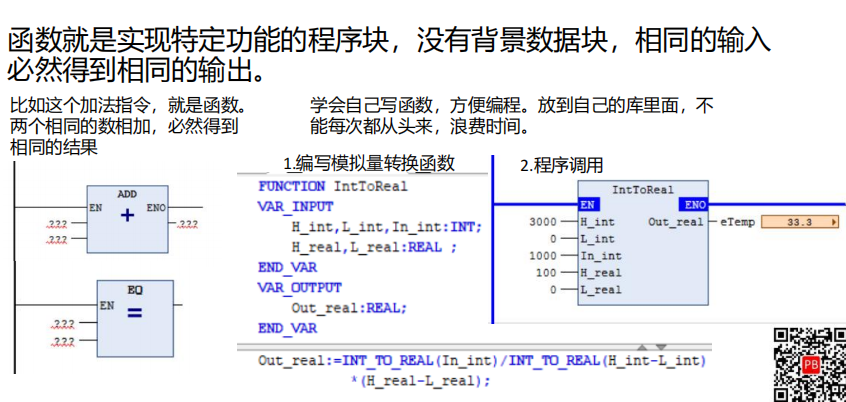 函数就是实现特定功能的程序块，没有背景数据块，相同的输入
必然得到相同的输出。
比如这个加法指令，就是函数。
两个相同的数相加，必然得到
相同的结果
学会自己写函数，方便编程。放到自己的库里面，不
能每次都从头来，浪费时间。
ADD
EN
ENO
+
???
???
???
EQ
EN
=
???
???
1.编写模拟量转换函数
FUNCTION IntToReal
VAR_INPUT
H_int,L_int,In_int:INT;
H_real,L_real:REAL ;
END_VAR
VAR_OUTPUT
Out_real:REAL;
END_VAR
Out_real:=INT_TO_REAL(In_int)/INT_TO_REAL(H_int-L_int)
*(H_real-L_real);
2.程序调用
IntToReal
EN
ENO
3000 H_int Out_real eTemp 33.3
0 L_int
1000 In_int
100 H_real
0 L_real
PB